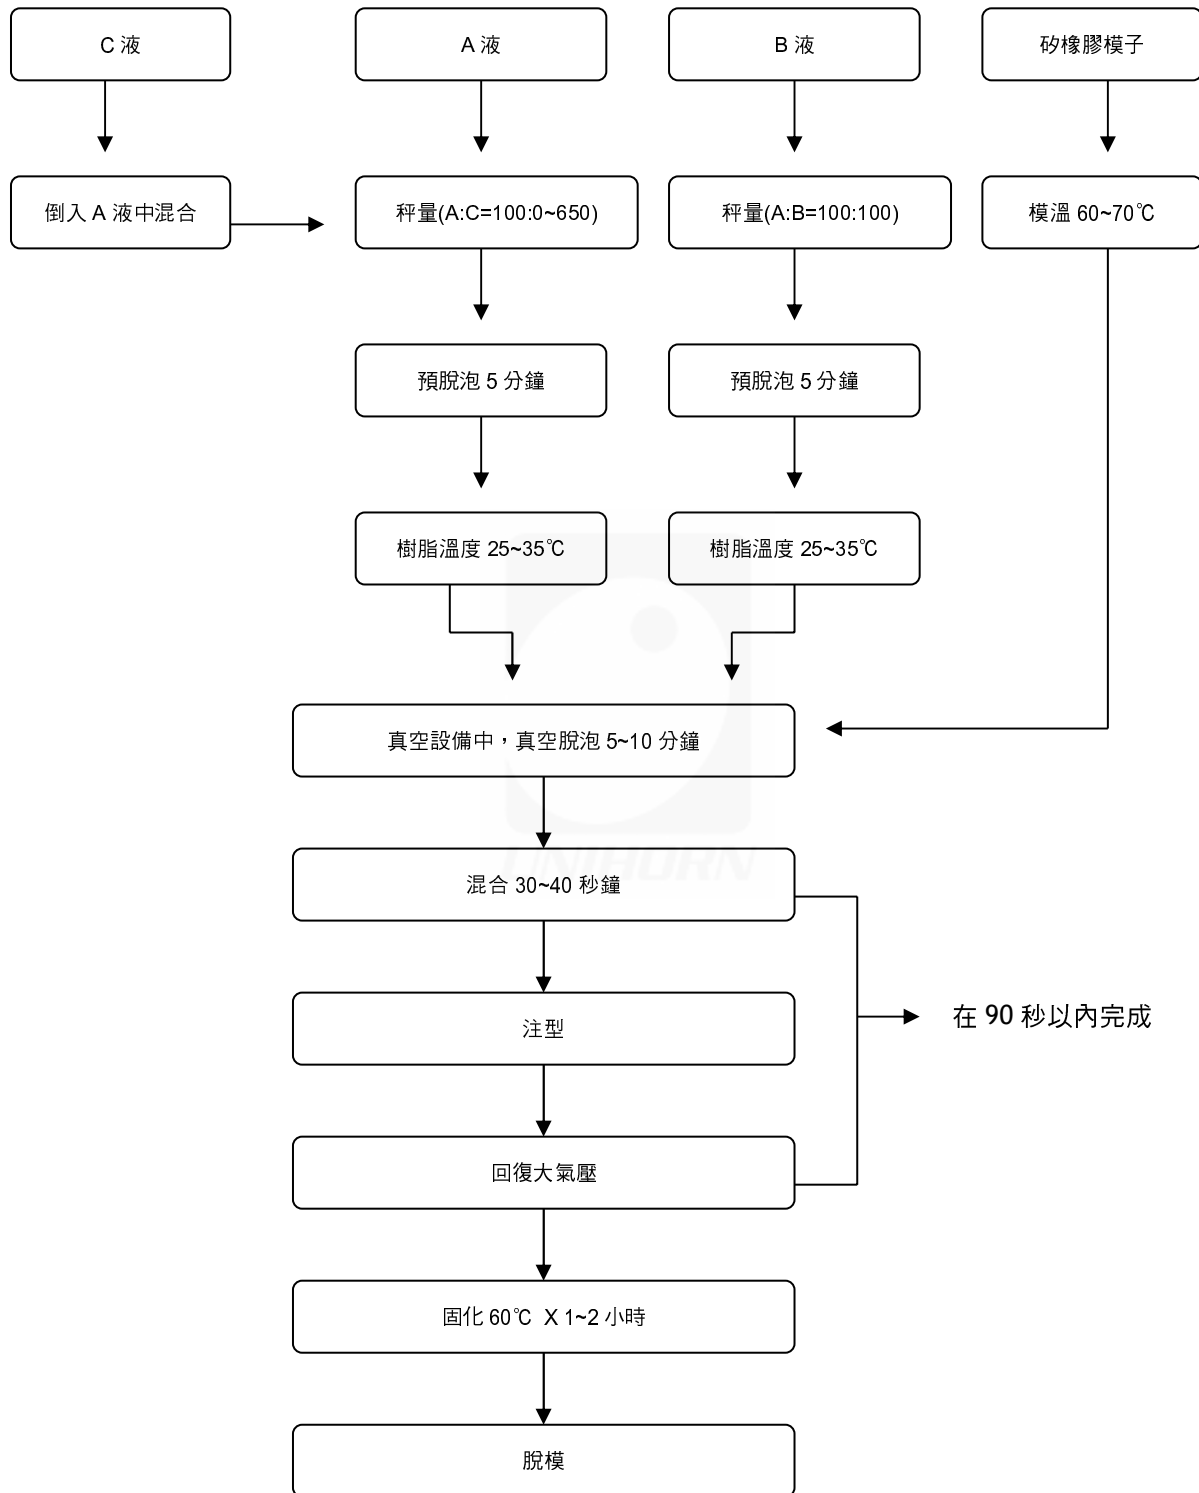 C 液
A 液
B 液
矽橡膠模子
倒入 A 液中混合
秤量(A:C=100:0~650)
秤量(A:B=100:100)
模溫 60~70℃
預脫泡 5 分鐘
預脫泡 5 分鐘
樹脂溫度 25~35℃
樹脂溫度 25~35℃
真空設備中,真空脫泡 5~10 分鐘
UNIHORN
混合 30~40 秒鐘
注型
在 90 秒以內完成
回復大氣壓
固化 60℃ X 1~2 小時
脫模